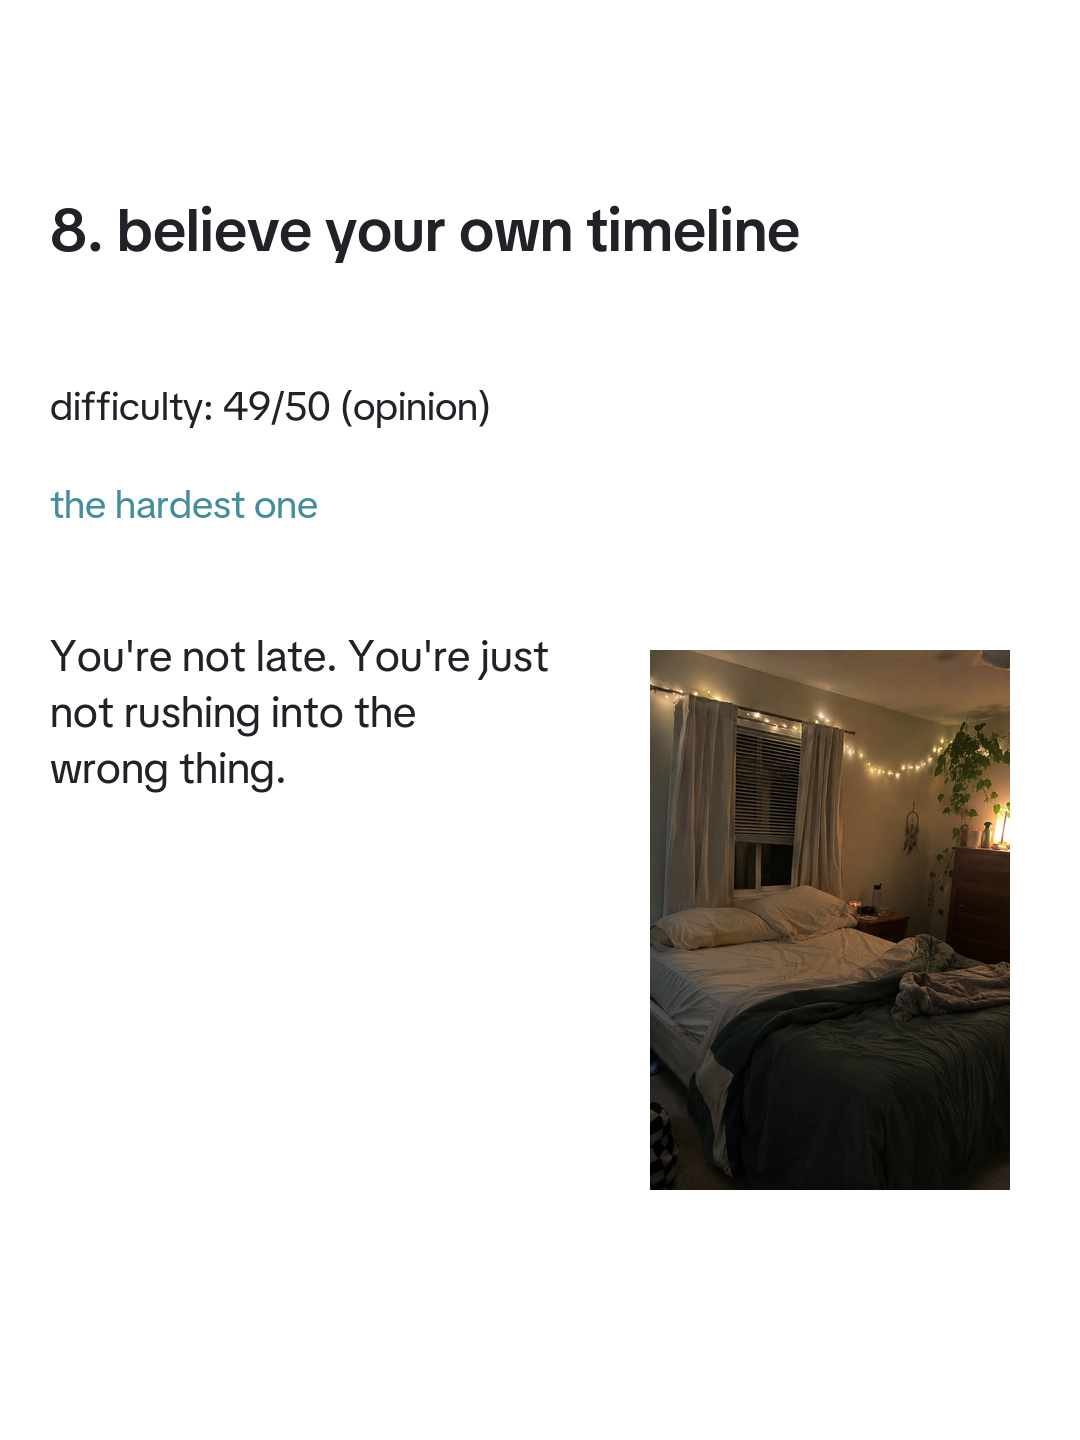 8. believe your own timeline
difficulty: 49/50 (opinion)
the hardest one
You're not late. You're just
not rushing into the
wrong thing.